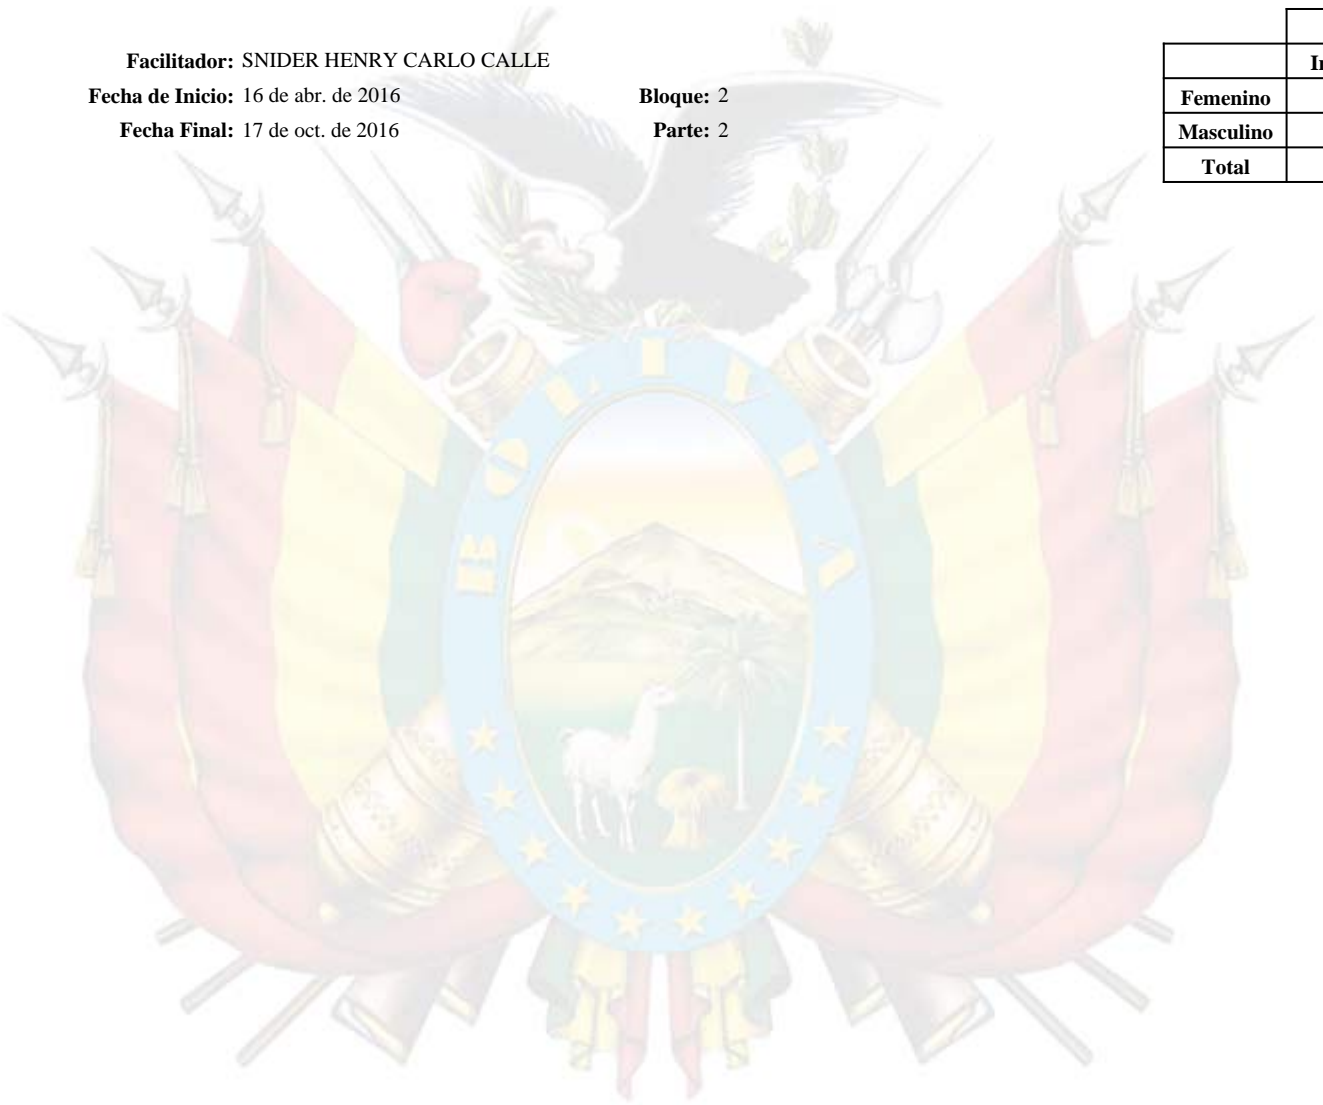 Facilitador: SNIDER HENRY CARLO CALLE
Fecha de Inicio: 16 de abr. de 2016 Bloque: 2
Fecha Final: 17 de oct. de 2016 Parte: 2
Femenino
Masculino
Total
BOLIVIA